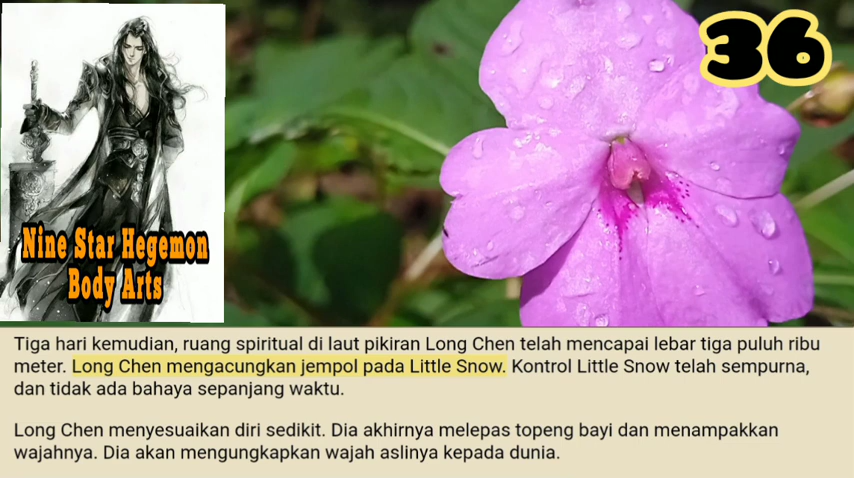 36
Nine Star Hegemon
Body Arts
Tiga hari kemudian, ruang spiritual di laut pikiran Long Chen telah mencapai lebar tiga puluh ribu
meter. Long Chen mengacungkan jempol pada Little Snow. Kontrol Little Snow telah sempurna,
dan tidak ada bahaya sepanjang waktu.
Long Chen menyesuaikan diri sedikit. Dia akhirnya melepas topeng bayi dan menampakkan
wajahnya. Dia akan mengungkapkan wajah aslinya kepada dunia.